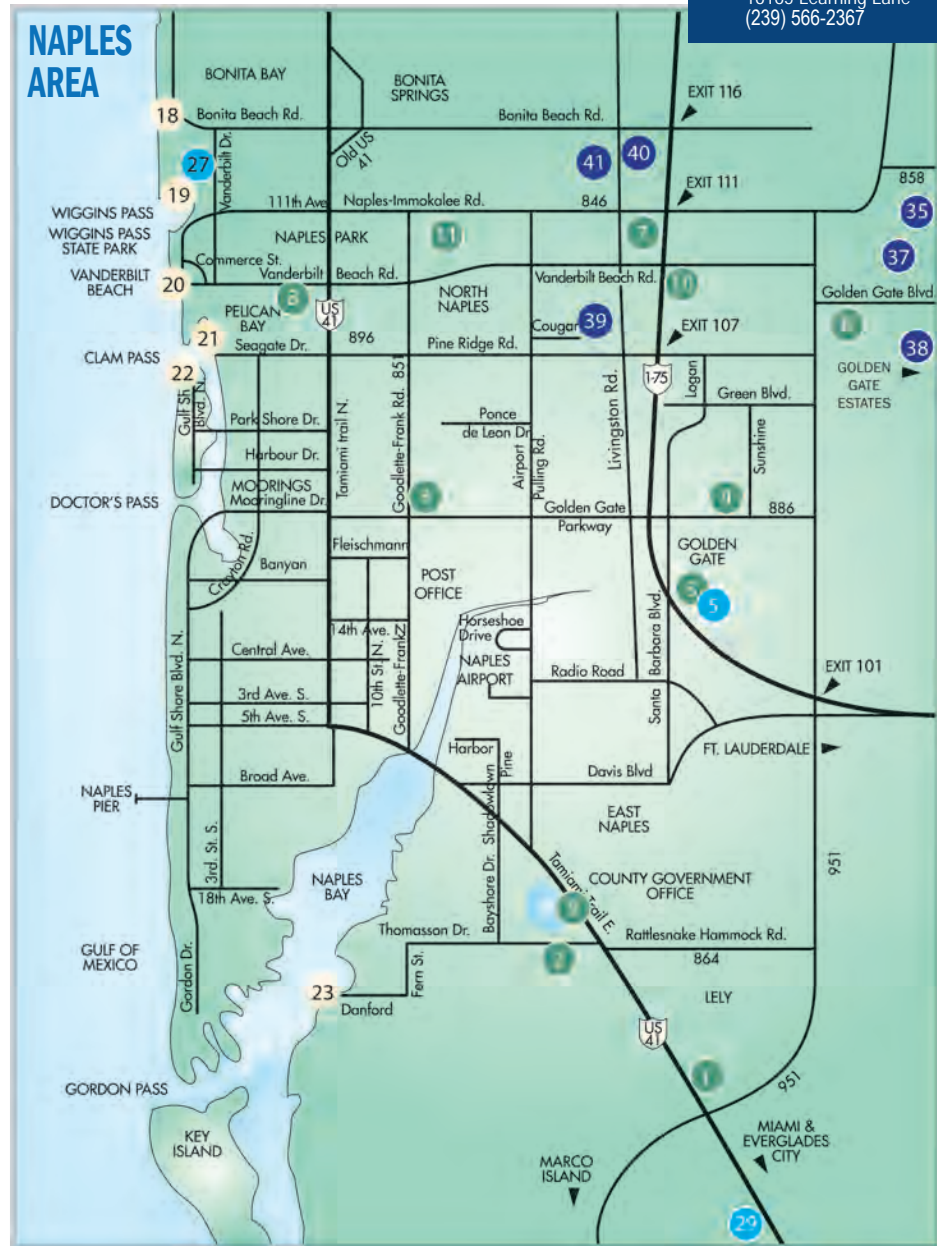 (239) 566-2367
NAPLES
AREA
BONITA BAY
BONITA
SPRINGS
EXIT 116
18
Bonita Beach Rd.
Bonita Beach Rd.
Old US
41
27
Vanderbilt Dr.
41
40
EXIT 111
858
19
35
WIGGINS PASS
111th Ave
Naples-Immokalee Rd.
846
WIGGINS PASS
STATE PARK
NAPLES PARK
11
7
37
Commerce St.
VANDERBILT
BEACH
20
Vanderbilt
Beach Rd.
Vanderbilt Beach Rd.
10
NORTH
NAPLES
Golden Gate Blvd.
PELICAN
BAY
US
41
21
896
Cougar
39
EXIT 107
38
Seagate Dr.
Pine Ridge Rd.
CLAM PASS
22
851
1-75
Logan
GOLDEN
GATE
ESTATES
Gulf Sh
Blvd. N.
Green Blvd.
Park Shore Dr.
Tamiami trail N.
Goodlette-Frank Rd.
Ponce
de Leon Dr
Airport
Pulling Rd.
Livingston Rd.
Sunshine
Harbour Dr.
MOORINGS
Mooringline Dr.
DOCTOR'S PASS
Golden Gate
Parkway
886
Fleischmann
GOLDEN
GATE
Crayton Rd.
Banyan
POST
OFFICE
5
14th Ave. N
Horseshoe
Drive
Central Ave.
10th St. N.
Goodlette-Frank
NAPLES
AIRPORT
Radio Road
Santa
Barbara Blvd.
EXIT 101
Gulf Shore Blvd. N.
3rd Ave. S.
5th Ave. S.
Harbor
Pine
FT. LAUDERDALE
Broad Ave.
Davis Blvd
NAPLES
PIER
EAST
NAPLES
3rd. St. S.
Bayshore Dr.
Shadowlawn
951
18th Ave. S.
NAPLES
BAY
Tamiami Trail E.
COUNTY GOVERNMENT
OFFICE
9
Thomasson Dr.
Rattlesnake Hammock Rd.
864
2
GULF OF
MEXICO
Gordon Dr.
Fern St.
23
Danford
LELY
US
41
1
951
GORDON PASS
KEY
ISLAND
MIAMI &
EVERGLADES
CITY
MARCO
ISLAND
29